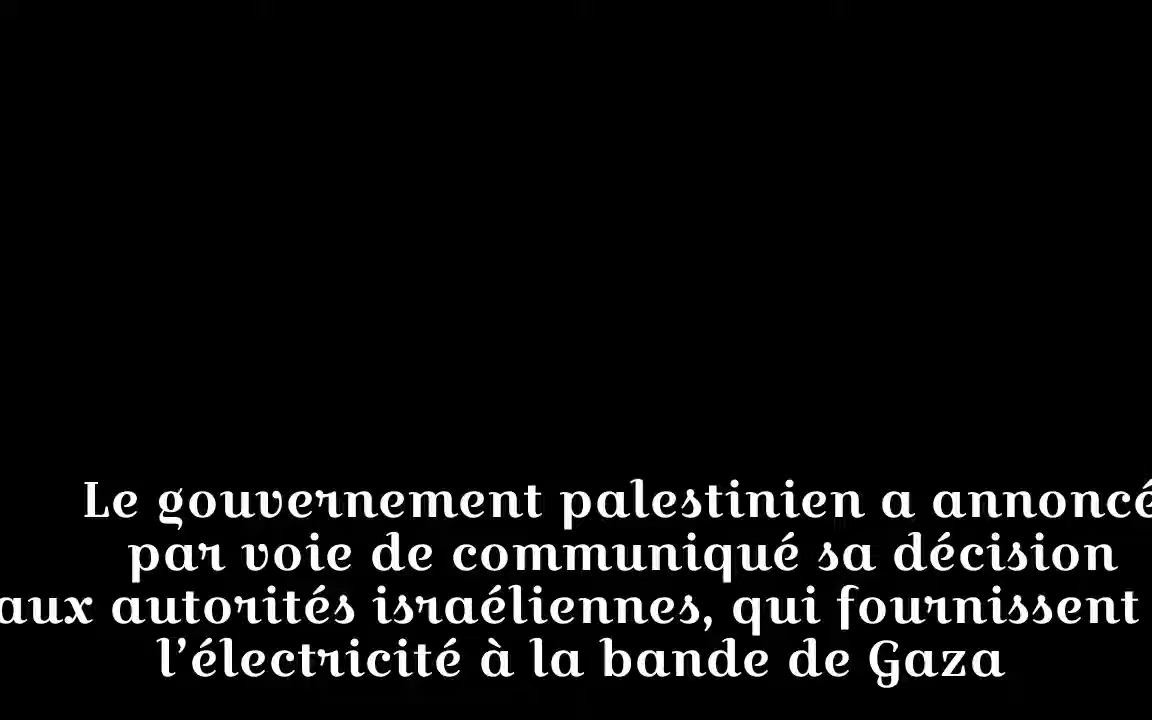 Le gouvernement palestinien a annoncé
par voie de communiqué sa décision
aux autorités israéliennes, qui fournissent
l'électricité à la bande de Gaza